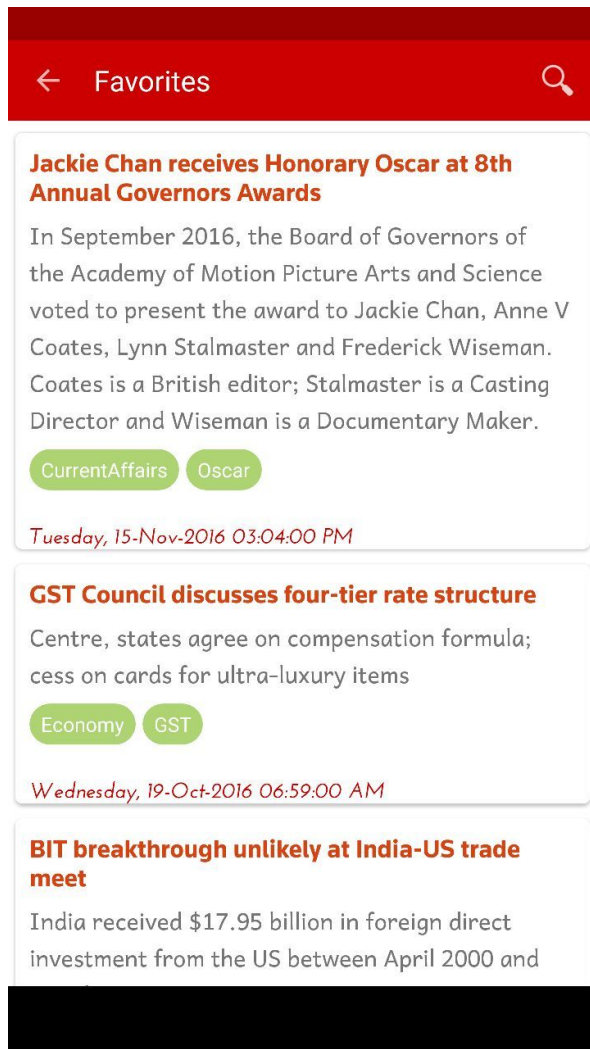 Favorites
Jackie Chan receives Honorary Oscar at 8th
Annual Governors Awards
In September 2016, the Board of Governors of
the Academy of Motion Picture Arts and Science
voted to present the award to Jackie Chan, Anne V
Coates, Lynn Stalmaster and Frederick Wiseman.
Coates is a British editor; Stalmaster is a Casting
Director and Wiseman is a Documentary Maker.
CurrentAffairs Oscar
Tuesday, 15-Nov-2016 03:04:00 PM
GST Council discusses four-tier rate structure
Centre, states agree on compensation formula;
cess on cards for ultra-luxury items
Economy GST
Wednesday, 19-Oct-2016 06:59:00 AM
BIT breakthrough unlikely at India-US trade
meet
India received $17.95 billion in foreign direct
investment from the US between April 2000 and